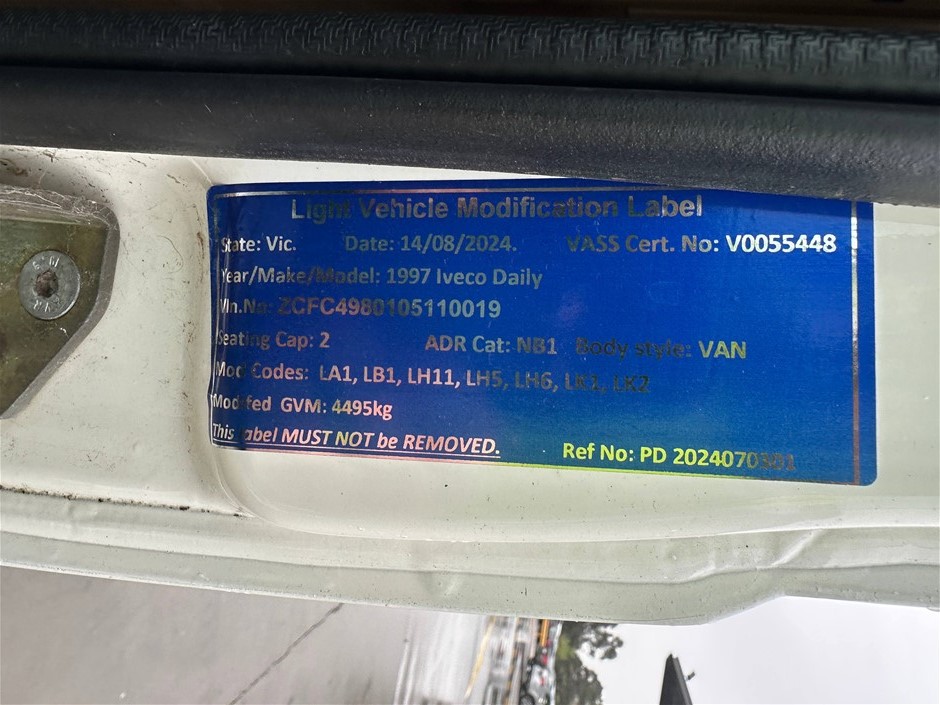 Light Vehicle Modification Label
State: Vic. Date: 14/08/2024. VASS Cert. No: V0055448
Year/Make/Model: 1997 Iveco Daily
Vin.No: ZCFC4980105110019
Seating Cap: 2 ADR Cat: NB1 Body style: VAN
Mod Codes: LA1, LB1, LH11, LH5, LH6, LK1, LK2
Modifed GVM: 4495kg
This label MUST NOT be REMOVED.
Ref No: PD 2024070301